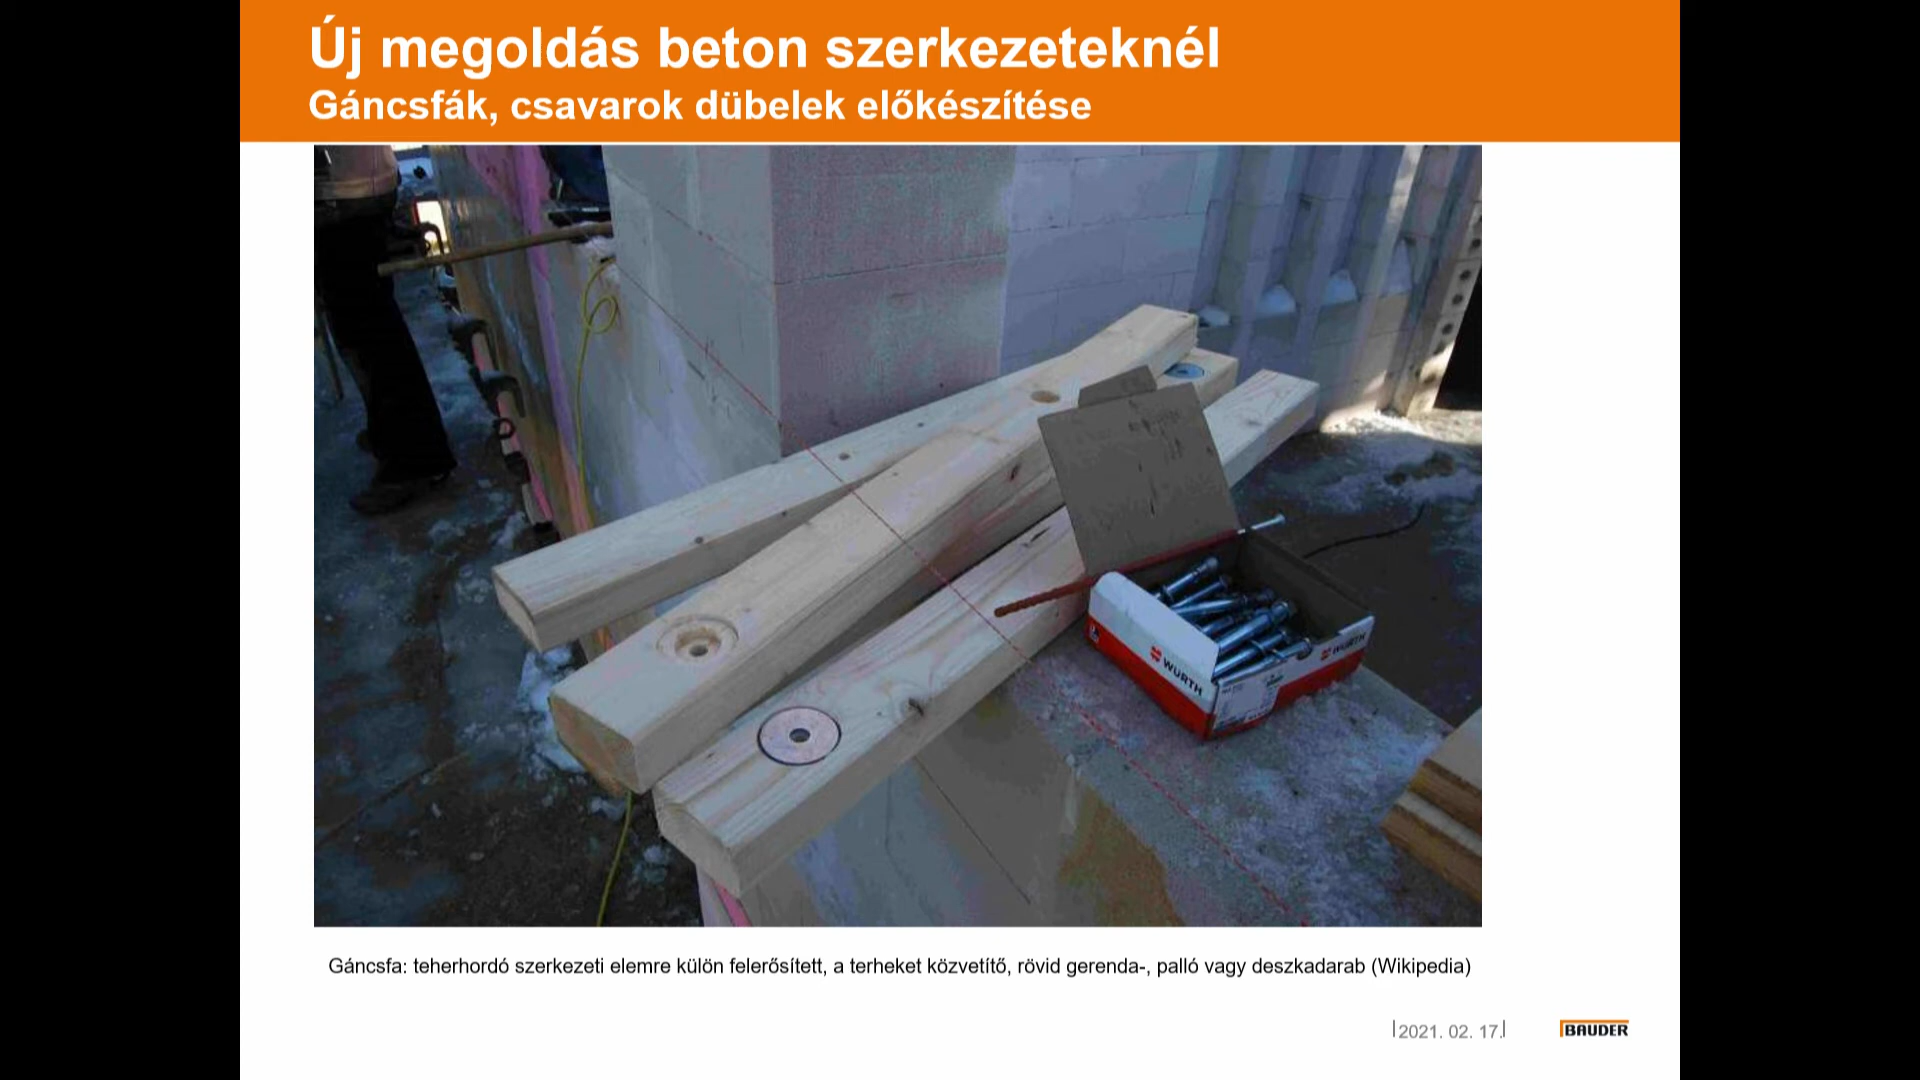 Új megoldás beton szerkezeteknél
Gáncsfák, csavarok dübelek előkészítése
WÜRTH
WÜRTH
Gáncsfa: teherhordó szerkezeti elemre külön felerősített, a terheket közvetítő, rövid gerenda-, palló vagy deszkadarab (Wikipedia)
2021. 02. 17.
BAUDER